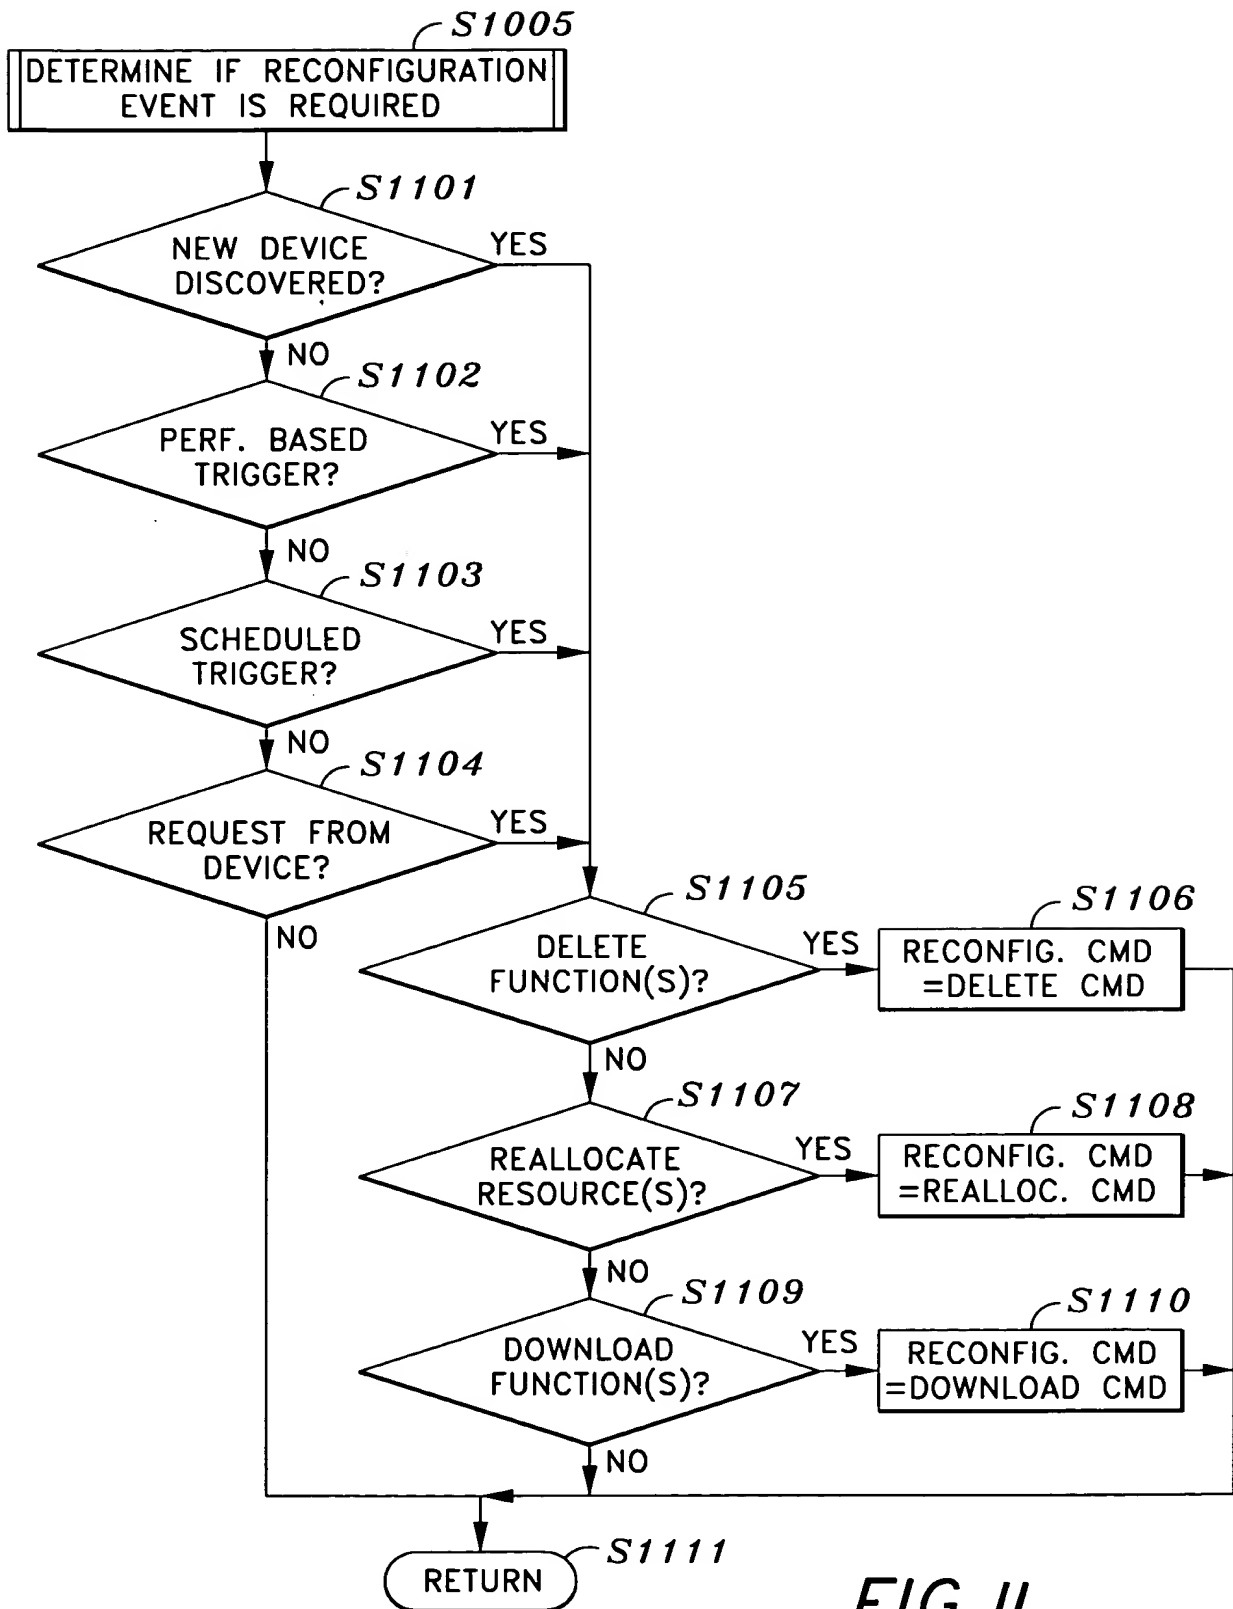 S1005
DETERMINE IF RECONFIGURATION
EVENT IS REQUIRED
S1101
NEW DEVICE
DISCOVERED?
YES
NO
S1102
PERF. BASED
TRIGGER?
YES
NO
S1103
SCHEDULED
TRIGGER?
YES
NO
S1104
REQUEST FROM
DEVICE?
YES
NO
S1105
DELETE
FUNCTION(S)?
YES
S1106
RECONFIG. CMD
=DELETE CMD
NO
S1107
REALLOCATE
RESOURCE(S)?
YES
S1108
RECONFIG. CMD
=REALLOC. CMD
NO
S1109
DOWNLOAD
FUNCTION(S)?
YES
S1110
RECONFIG. CMD
=DOWNLOAD CMD
NO
S1111
RETURN
FIG. 11